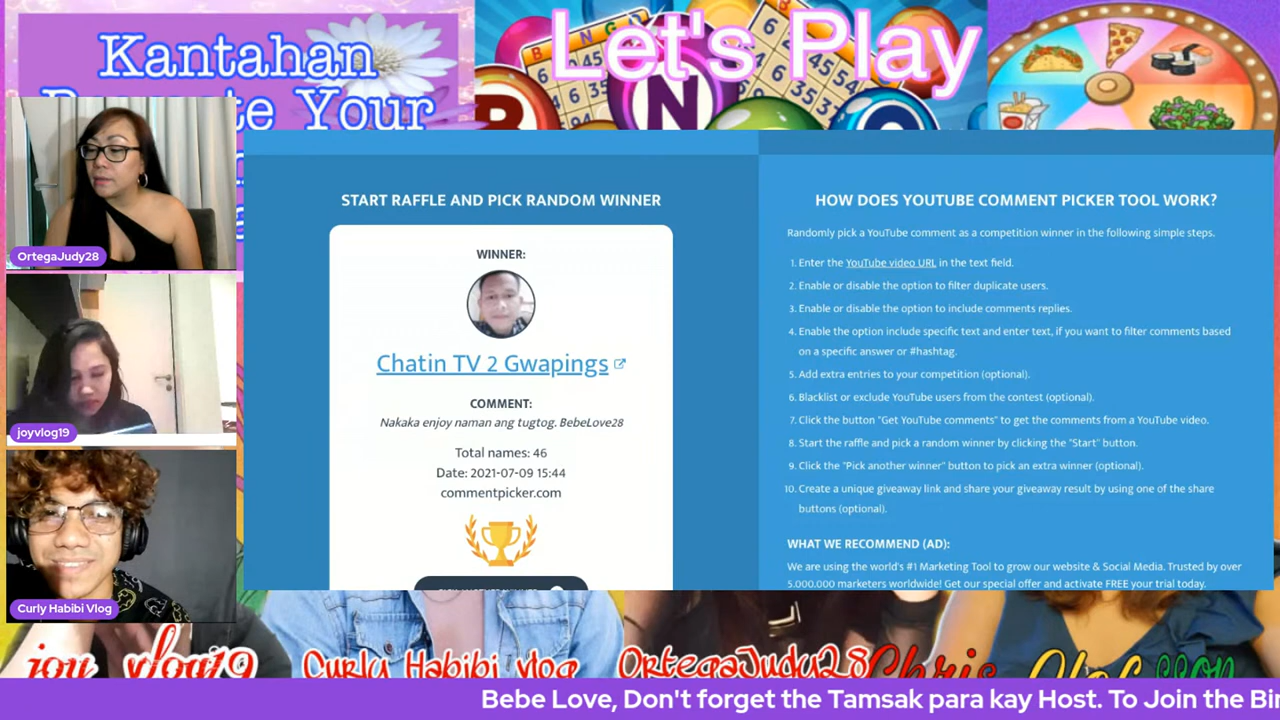 Kantahan
Let's Play
te Your
B
N
START RAFFLE AND PICK RANDOM WINNER
WINNER:
Chatin TV 2 Gwapings
COMMENT:
Nakaka enjoy naman ang tugtog. BebeLove28
Total names: 46
Date: 2021-07-09 15:44
commentpicker.com
HOW DOES YOUTUBE COMMENT PICKER TOOL WORK?
Randomly pick a YouTube comment as a competition winner in the following simple steps.
1. Enter the YouTube video URL in the text field.
2. Enable or disable the option to filter duplicate users.
3. Enable or disable the option to include comments replies.
4. Enable the option include specific text and enter text, if you want to filter comments based
on a specific answer or #hashtag.
5. Add extra entries to your competition (optional).
6. Blacklist or exclude YouTube users from the contest (optional).
7. Click the button "Get YouTube comments" to get the comments from a YouTube video.
8. Start the raffle and pick a random winner by clicking the "Start" button.
9. Click the "Pick another winner" button to pick an extra winner (optional).
10. Create a unique giveaway link and share your giveaway result by using one of the share
buttons (optional).
WHAT WE RECOMMEND (AD):
We are using the world's #1 Marketing Tool to grow our website & Social Media. Trusted by over
5.000.000 marketers worldwide! Get our special offer and activate FREE your trial today.
OrtegaJudy28
joyvlog19
Curly Habibi Vlog
joy vlog19
Curly Habibi vlog
OrtegaJudy28
Chris
Bebe Love, Don't forget the Tamsak para kay Host. To Join the Bi